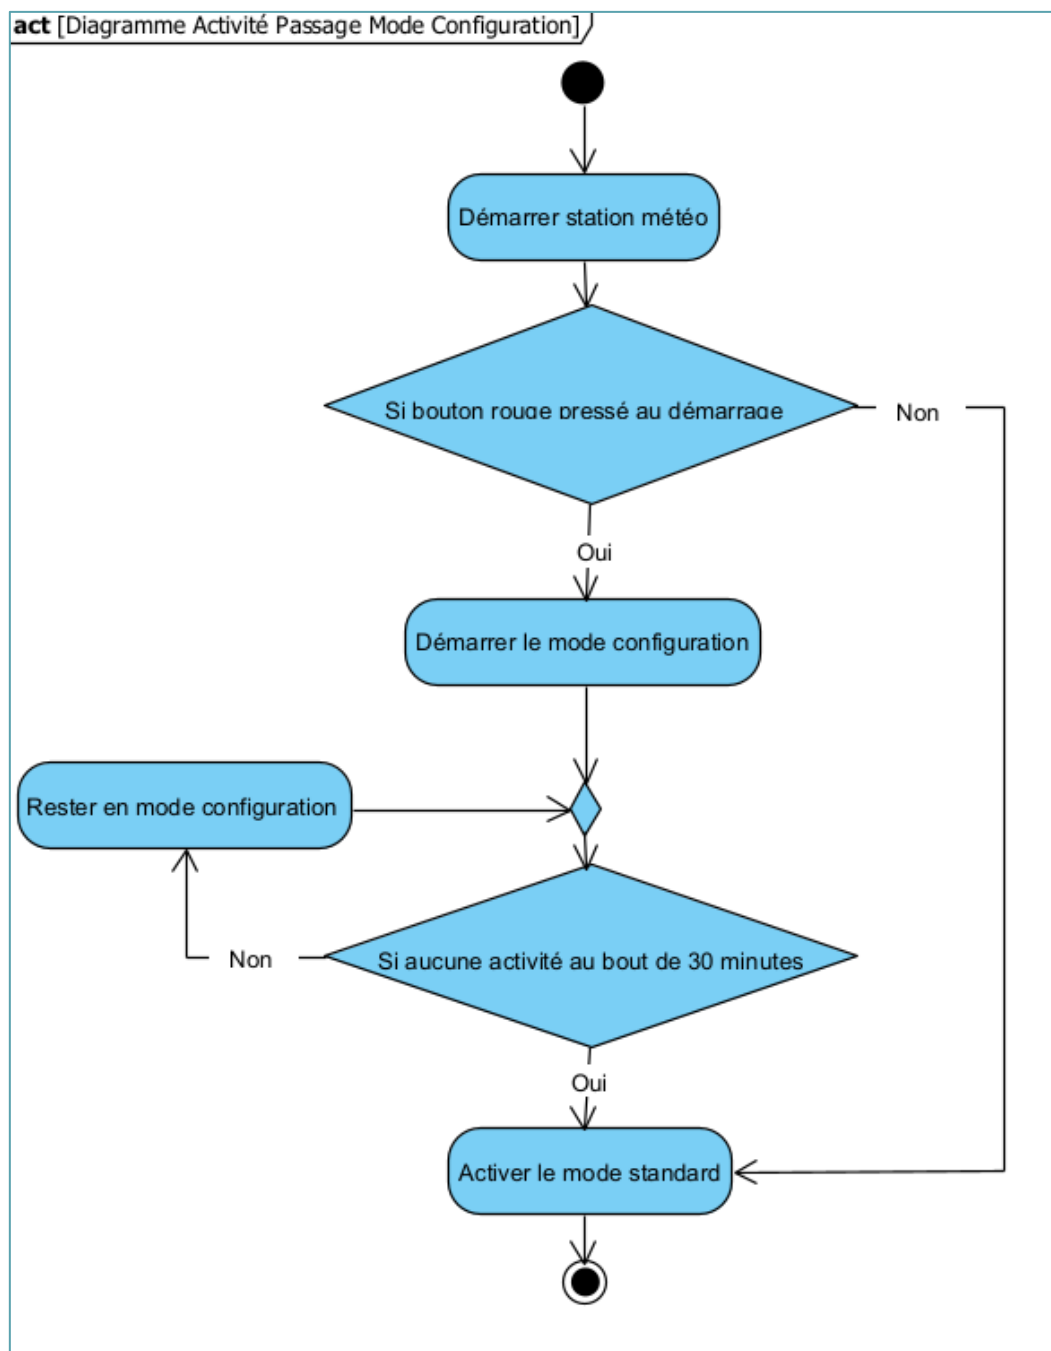 act [Diagramme Activité Passage Mode Configuration]
Démarrer station météo
Si bouton rouge pressé au démarrage
Non
Oui
Démarrer le mode configuration
Rester en mode configuration
Non
Si aucune activité au bout de 30 minutes
Oui
Activer le mode standard